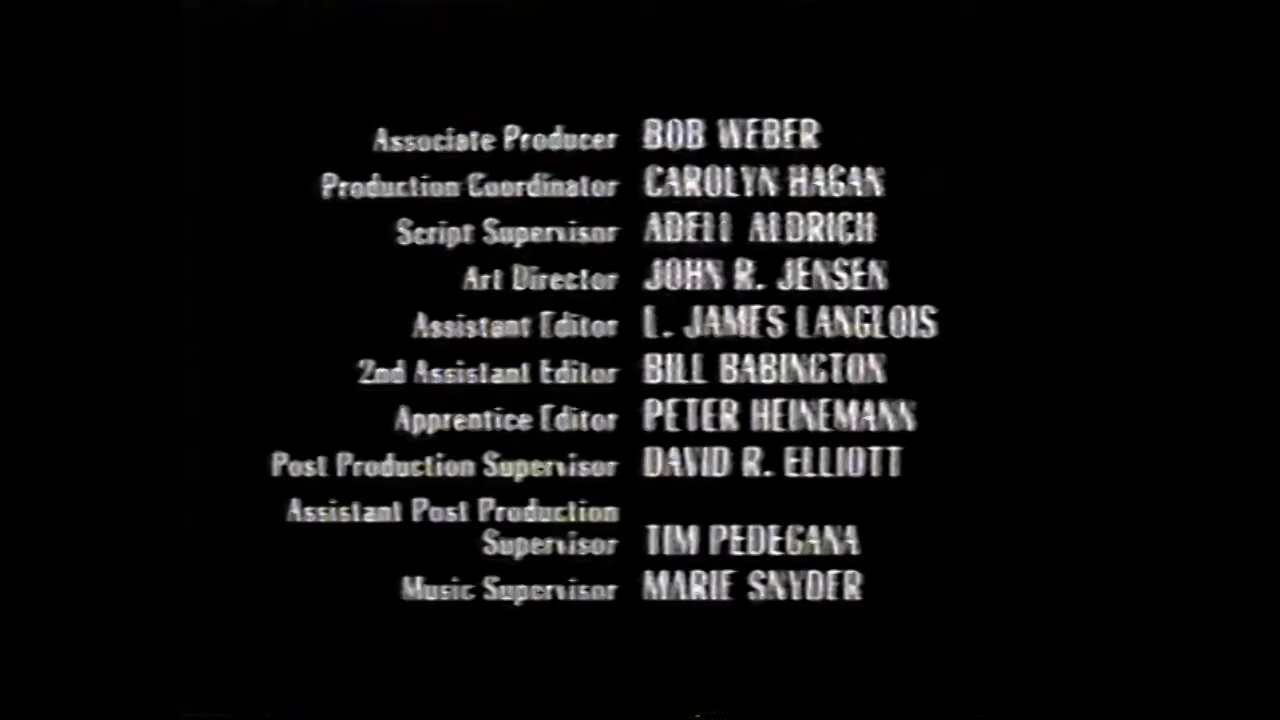 Associate Producer BOB WEBER
Production Coordinator CAROLYN HAGAN
Script Supervisor ADELL ALDRICH
Art Director JOHN R. JENSEN
Assistant Editor L. JAMES LANGLOIS
2nd Assistant Editor BILL BABINGTON
Apprentice Editor PETER HEINEMANN
Post Production Supervisor DAVID R. ELLIOTT
Assistant Post Production
Supervisor TIM PEDEGANA
Music Supervisor MARIE SNYDER